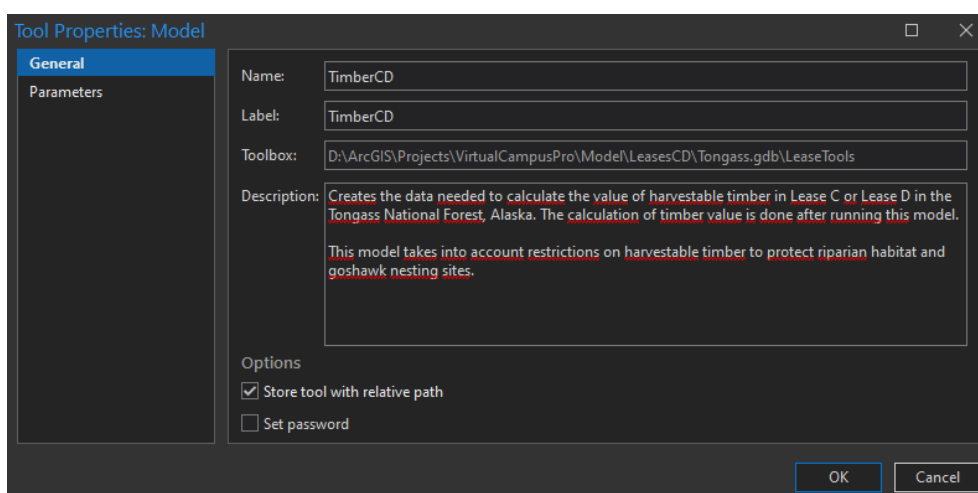 Tool Properties: Model
General
Parameters
Name: TimberCD
Label: TimberCD
Toolbox: D:\ArcGIS\Projects\VirtualCampusPro\Model\LeasesCD\Tongass.gdb\LeaseTools
Description: Creates the data needed to calculate the value of harvestable timber in Lease C or Lease D in the
Tongass National Forest, Alaska. The calculation of timber value is done after running this model.
This model takes into account restrictions on harvestable timber to protect riparian habitat and
goshawk nesting sites.
Options
Store tool with relative path
Set password
OK Cancel